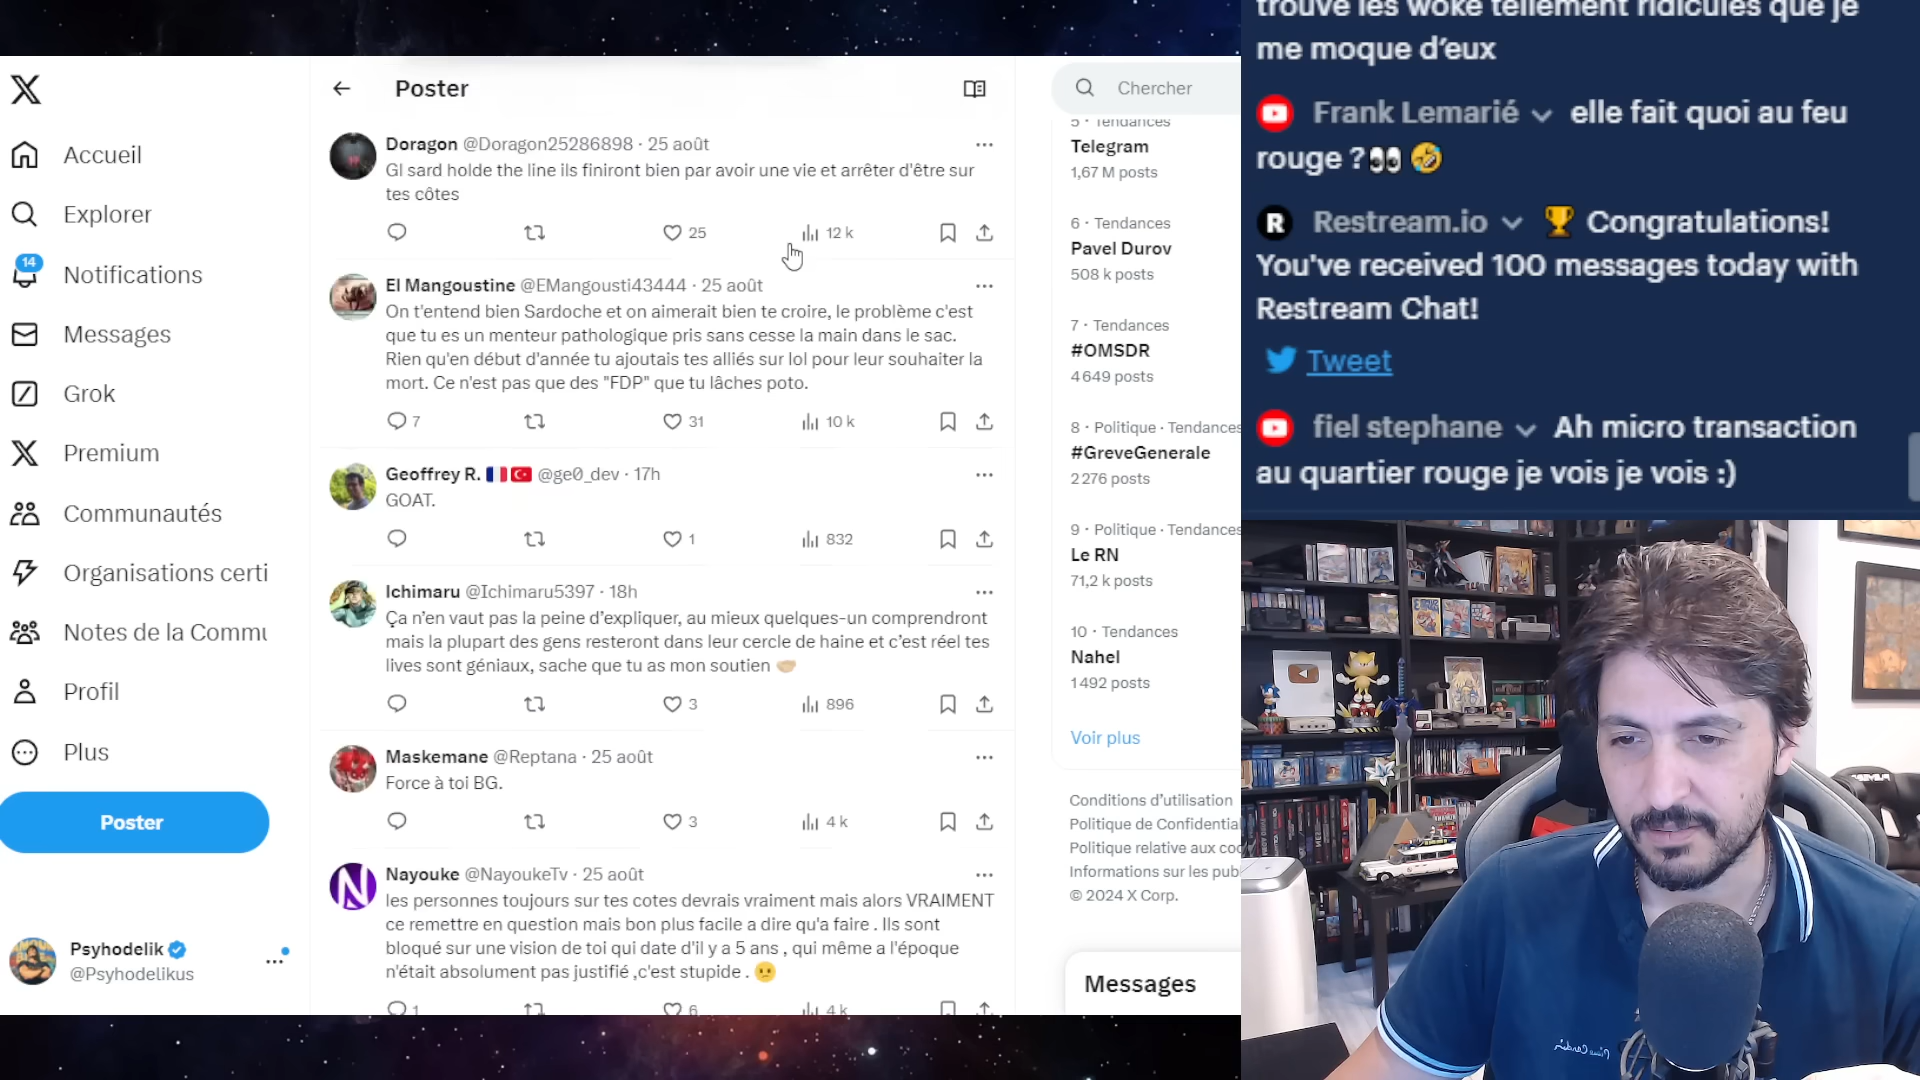 Accueil
Explorer
14
Notifications
Messages
Grok
Premium
Communautés
Organisations certi
Notes de la Commu
Profil
Plus
Poster
Psyhodelik
@Psyhodelikus
Poster
Doragon @Doragon25286898 · 25 août
Gl sard holde the line ils finiront bien par avoir une vie et arrêter d'être sur
tes côtes
25 12 k
El Mangoustine @EMangousti43444 · 25 août
On t'entend bien Sardoche et on aimerait bien te croire, le problème c'est
que tu es un menteur pathologique pris sans cesse la main dans le sac.
Rien qu'en début d'année tu ajoutais tes alliés sur lol pour leur souhaiter la
mort. Ce n'est pas que des "FDP" que tu lâches poto.
7 31 10 k
Geoffrey R. @ge0_dev · 17h
GOAT.
1 832
Ichimaru @Ichimaru5397 · 18h
Ça n'en vaut pas la peine d'expliquer, au mieux quelques-un comprendront
mais la plupart des gens resteront dans leur cercle de haine et c'est réel tes
lives sont géniaux, sache que tu as mon soutien
3 896
Maskemane @Reptana · 25 août
Force à toi BG.
3 4 k
Nayouke @NayoukeTv · 25 août
les personnes toujours sur tes cotes devrais vraiment mais alors VRAIMENT
ce remettre en question mais bon plus facile a dire qu'a faire . Ils sont
bloqué sur une vision de toi qui date d'il y a 5 ans , qui même a l'époque
n'était absolument pas justifié ,c'est stupide .
1 6 4 k
Chercher
5 · Tendances
Telegram
1,67 M posts
6 · Tendances
Pavel Durov
508 k posts
7 · Tendances
#OMSDR
4 649 posts
8 · Politique · Tendances
#GreveGenerale
2 276 posts
9 · Politique · Tendances
Le RN
71,2 k posts
10 · Tendances
Nahel
1 492 posts
Voir plus
Conditions d'utilisation
Politique de Confidential
Politique relative aux coo
Informations sur les pub
© 2024 X Corp.
Messages
trouve les woke tellement ridicules que je
me moque d'eux
Frank Lemarié elle fait quoi au feu
rouge ?
Restream.io Congratulations!
You've received 100 messages today with
Restream Chat!
Tweet
fiel stephane Ah micro transaction
au quartier rouge je vois je vois :)